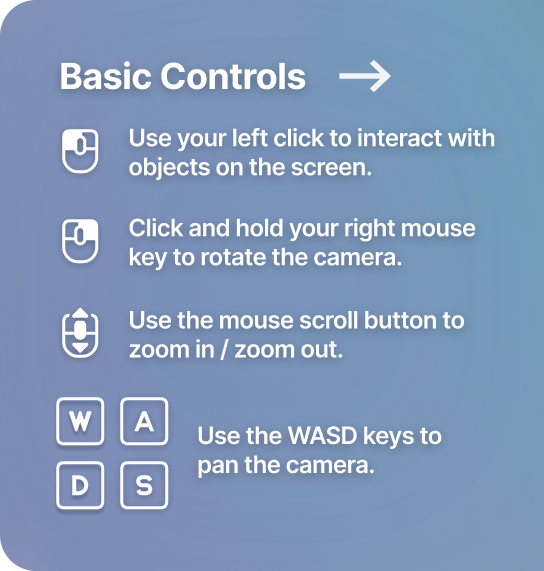 Basic Controls →
Use your left click to interact with
objects on the screen.
Click and hold your right mouse
key to rotate the camera.
Use the mouse scroll button to
zoom in / zoom out.
W A
D S
Use the WASD keys to
pan the camera.